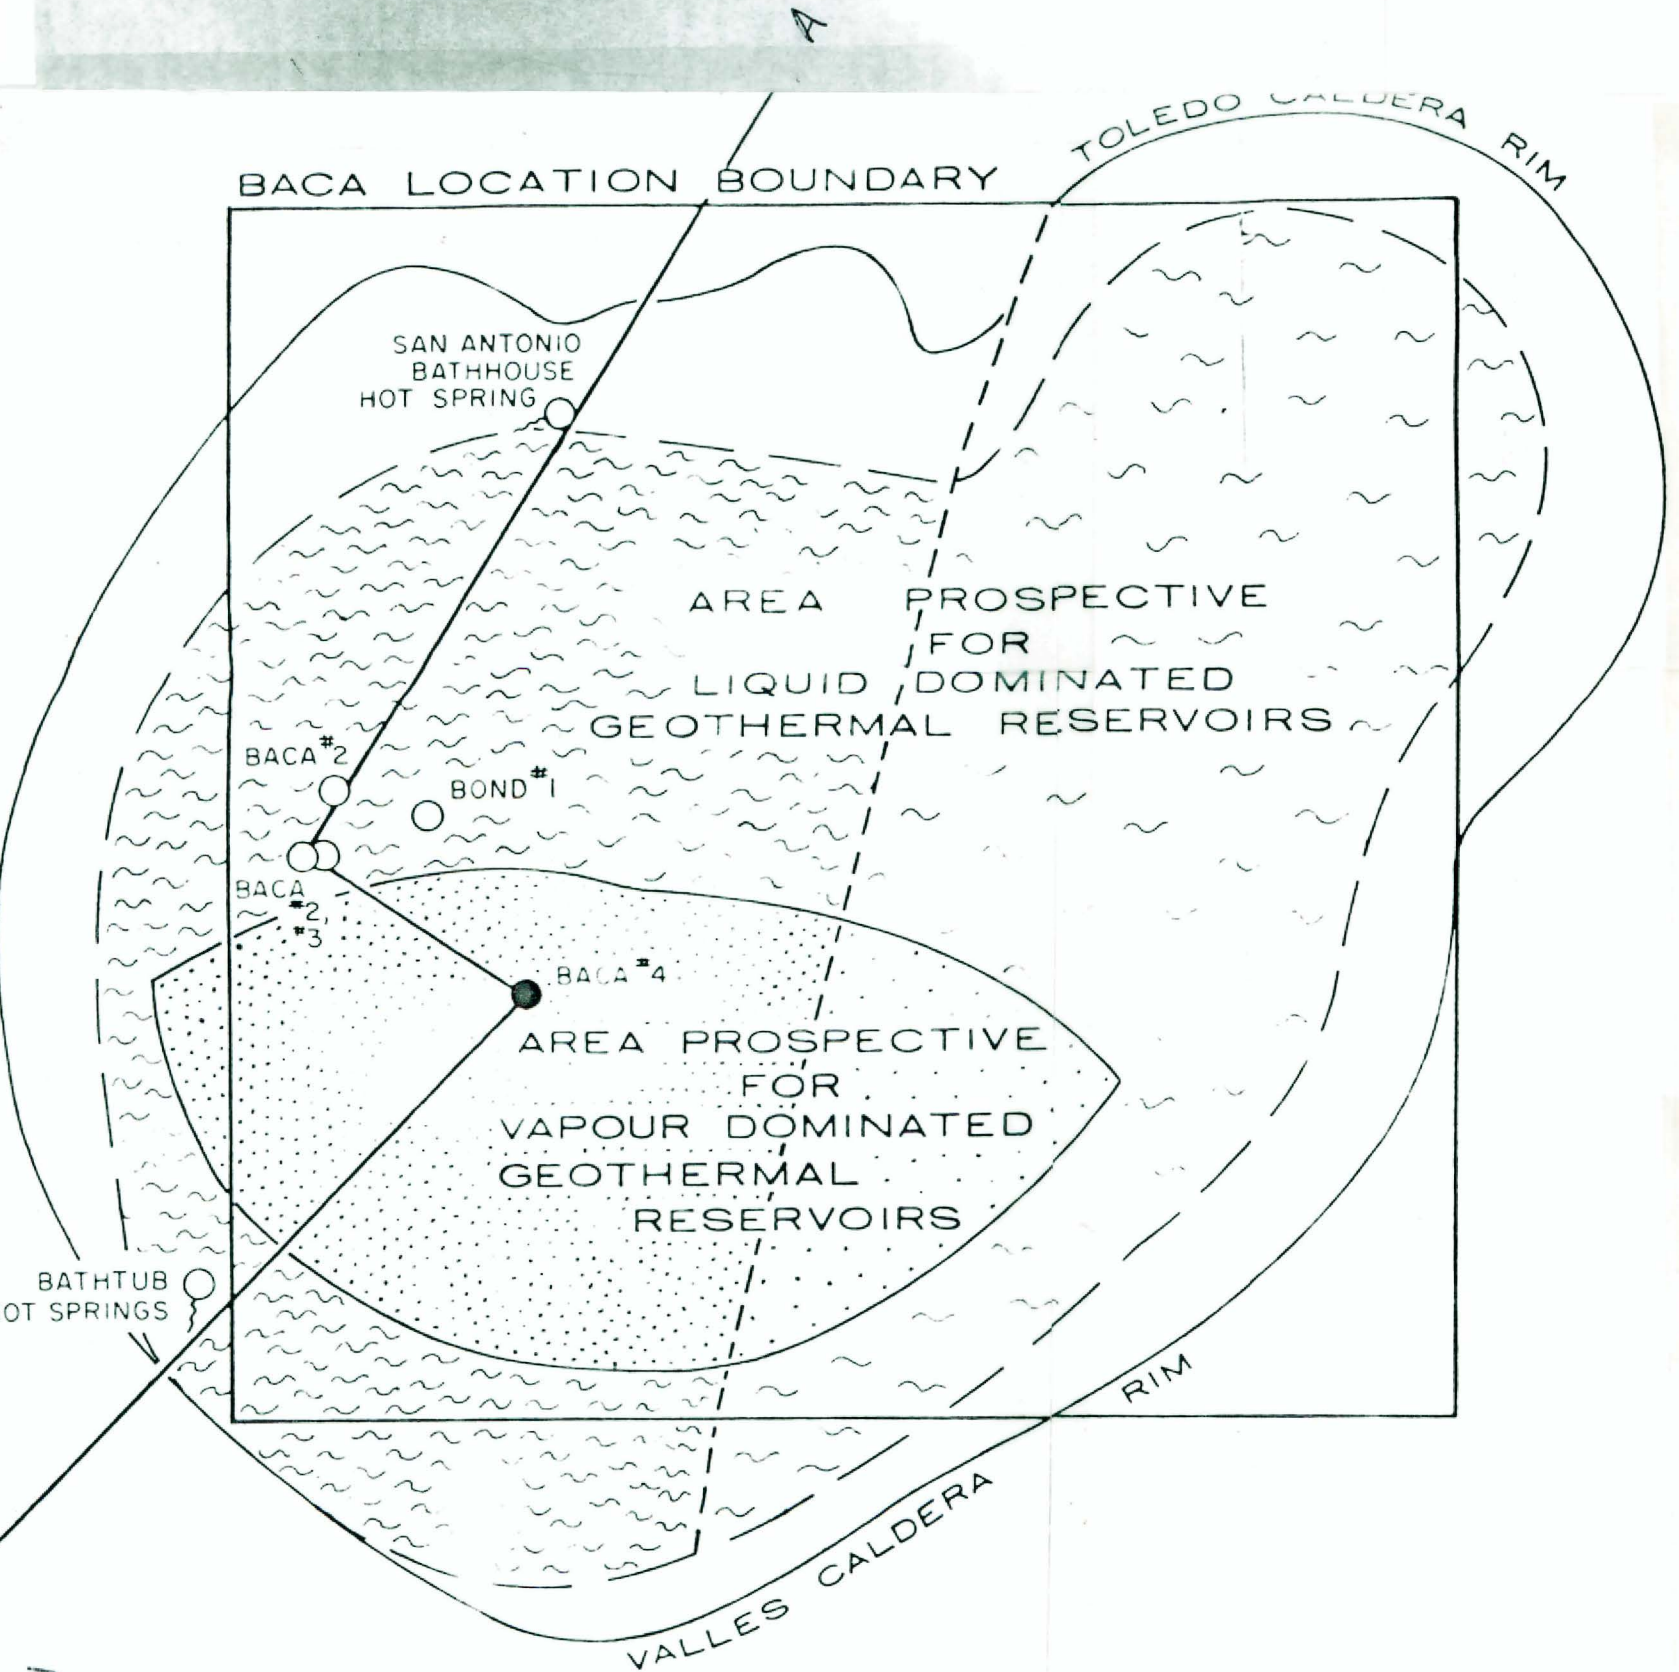 A
TOLEDO CALDERA RIM
BACA LOCATION BOUNDARY
SAN ANTONIO
BATHHOUSE
HOT SPRING
AREA PROSPECTIVE
FOR
LIQUID DOMINATED
GEOTHERMAL RESERVOIRS
BACA #2
BOND #1
BACA
#2,
#3
BACA #4
AREA PROSPECTIVE
FOR
VAPOUR DOMINATED
GEOTHERMAL
RESERVOIRS
BATHTUB
OT SPRINGS
VALLES CALDERA RIM